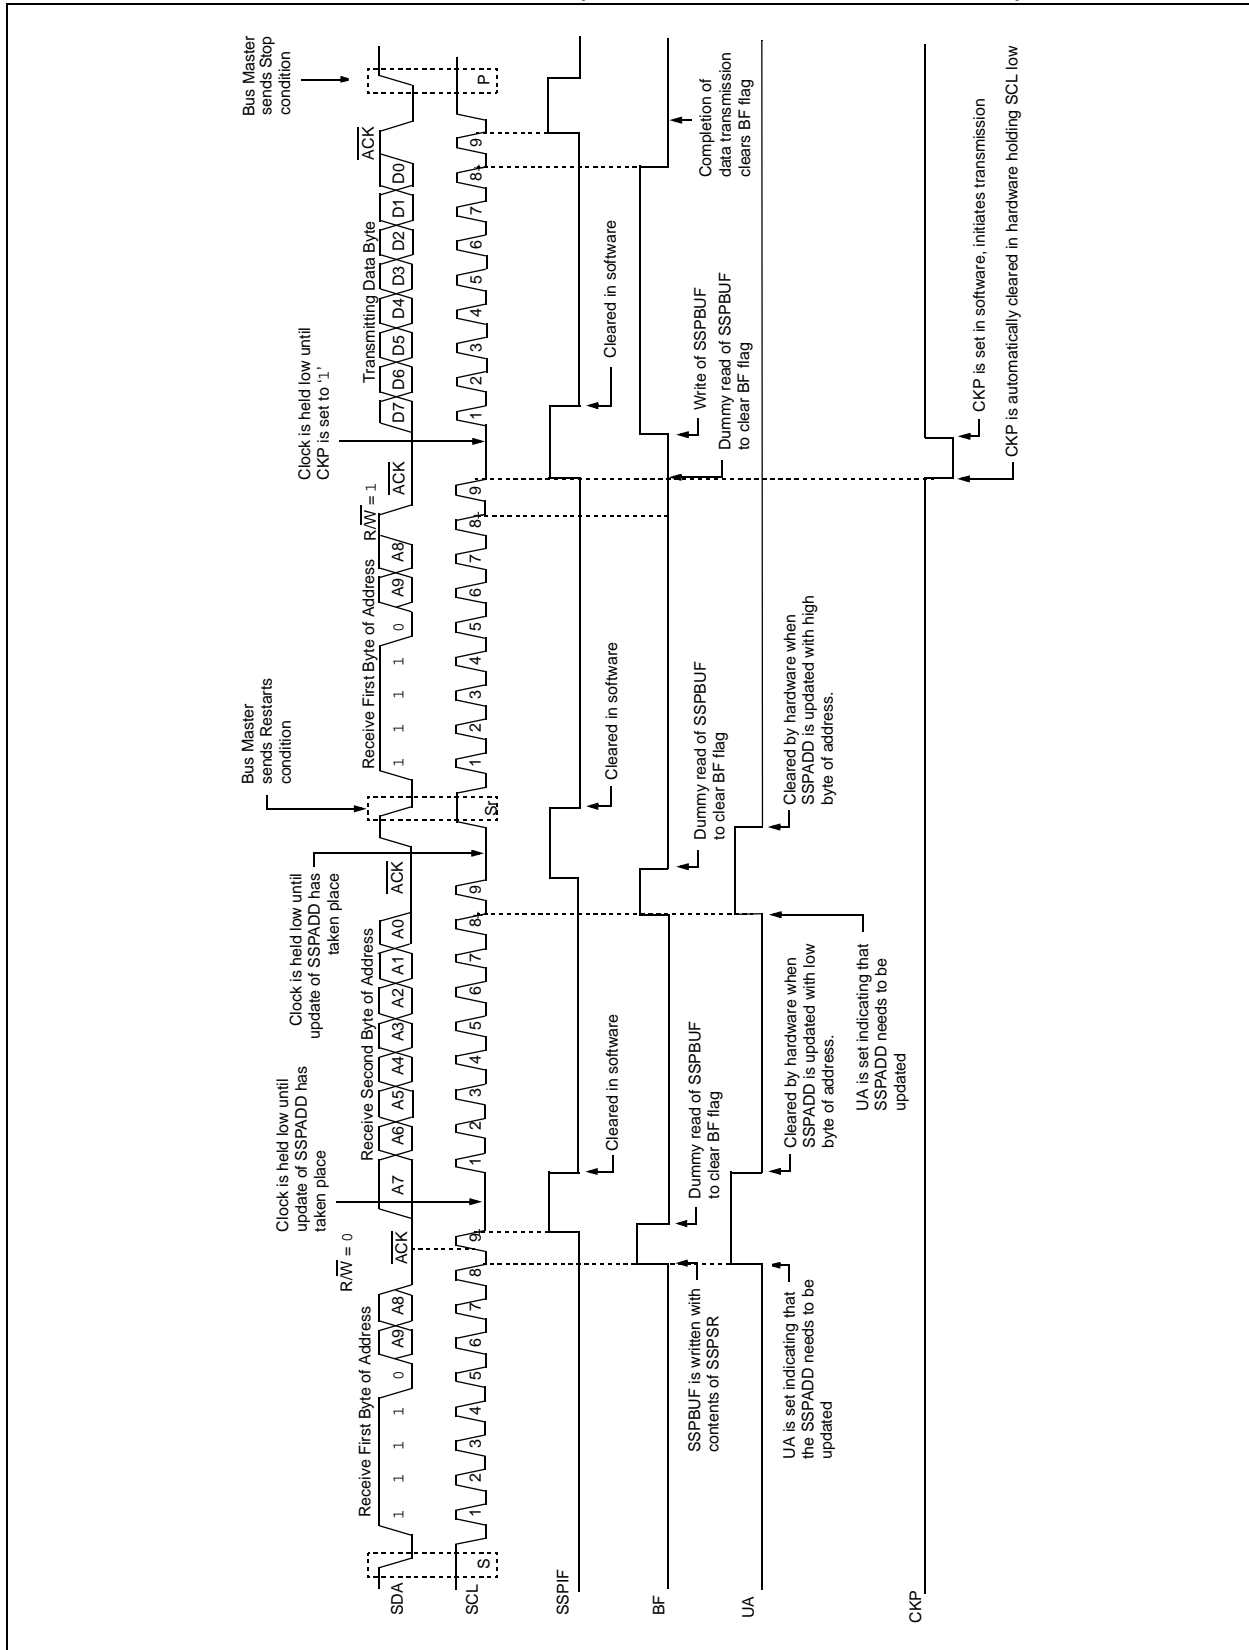 Bus Master
sends Stop
condition
Bus Master
sends Restarts
condition
Clock is held low until
CKP is set to ‘1’
Clock is held low until
update of SSPADD has
taken place
Clock is held low until
update of SSPADD has
taken place
SDA
Receive First Byte of Address
R/W = 0
1 1 1 1 0 A9 A8
ACK
Receive Second Byte of Address
A7 A6 A5 A4 A3 A2 A1 A0
ACK
Receive First Byte of Address
R/W = 1
1 1 1 1 0 A9 A8
ACK
Transmitting Data Byte
D7 D6 D5 D4 D3 D2 D1 D0
ACK
SCL
S
1 2 3 4 5 6 7 8 9
1 2 3 4 5 6 7 8 9
Sr
1 2 3 4 5 6 7 8 9
1 2 3 4 5 6 7 8 9
P
SSPIF
Cleared in software
Cleared in software
Cleared in software
BF
SSPBUF is written with
contents of SSPSR
Dummy read of SSPBUF
to clear BF flag
Dummy read of SSPBUF
to clear BF flag
Dummy read of SSPBUF
to clear BF flag
Write of SSPBUF
Completion of
data transmission
clears BF flag
UA
UA is set indicating that
the SSPADD needs to be
updated
Cleared by hardware when
SSPADD is updated with low
byte of address.
UA is set indicating that
SSPADD needs to be
updated
Cleared by hardware when
SSPADD is updated with high
byte of address.
CKP
CKP is set in software, initiates transmission
CKP is automatically cleared in hardware holding SCL low